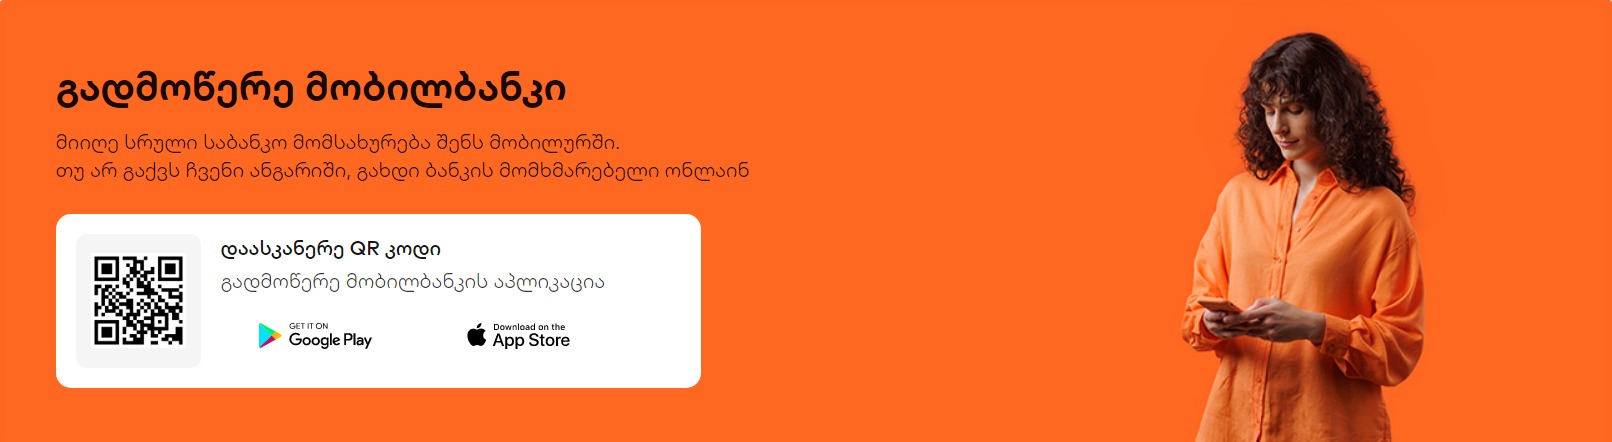 გადმოწერე მობილბანკი
მიიღე სრული საბანკო მომსახურება შენს მობილურში.
თუ არ გაქვს ჩვენი ანგარიში, გახდი ბანკის მომხმარებელი ონლაინ
დაასკანერე QR კოდი
გადმოწერე მობილბანკის აპლიკაცია
GET IT ON
Google Play
Download on the
App Store